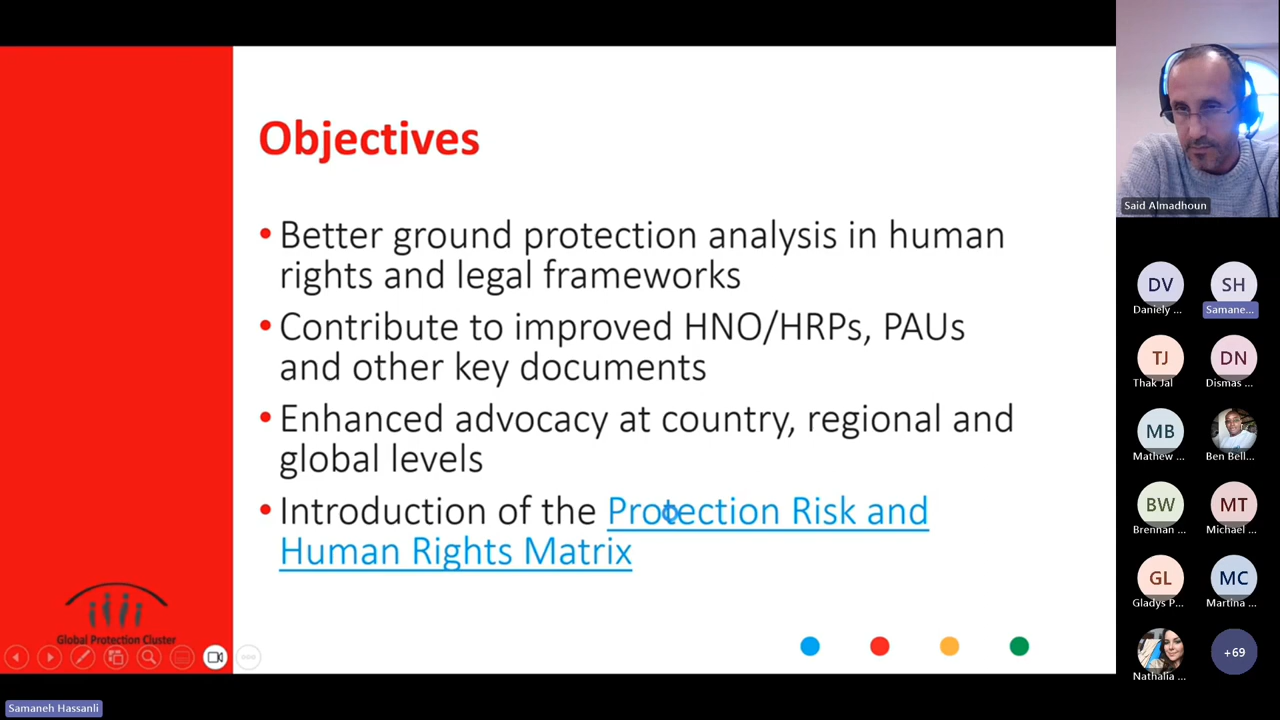 Objectives
• Better ground protection analysis in human
rights and legal frameworks
• Contribute to improved HNO/HRPs, PAUs
and other key documents
• Enhanced advocacy at country, regional and
global levels
• Introduction of the Protection Risk and
Human Rights Matrix
Global Protection Cluster
Samaneh Hassanli
Said Almadhoun
DV
Daniely ...
SH
Samane...
TJ
Thak Jal
DN
Dismas ...
MB
Mathew ...
Ben Bell...
BW
Brennan ...
MT
Michael ...
GL
Gladys P...
MC
Martina ...
Nathalia ...
+69